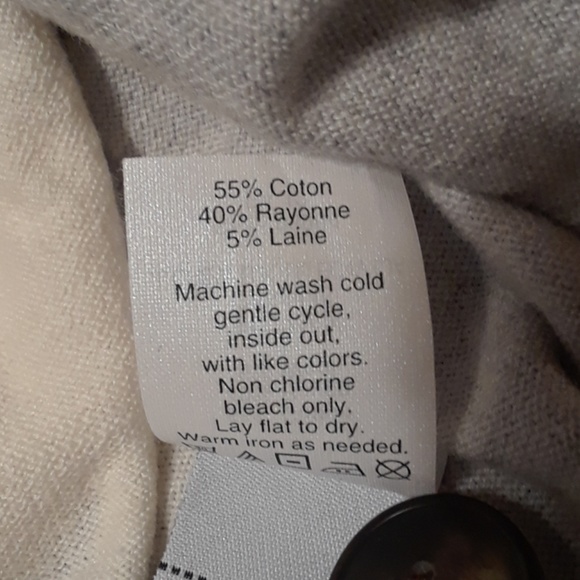 55% Coton
40% Rayonne
5% Laine
Machine wash cold
gentle cycle,
inside out,
with like colors.
Non chlorine
bleach only.
Lay flat to dry.
Warm iron as needed.